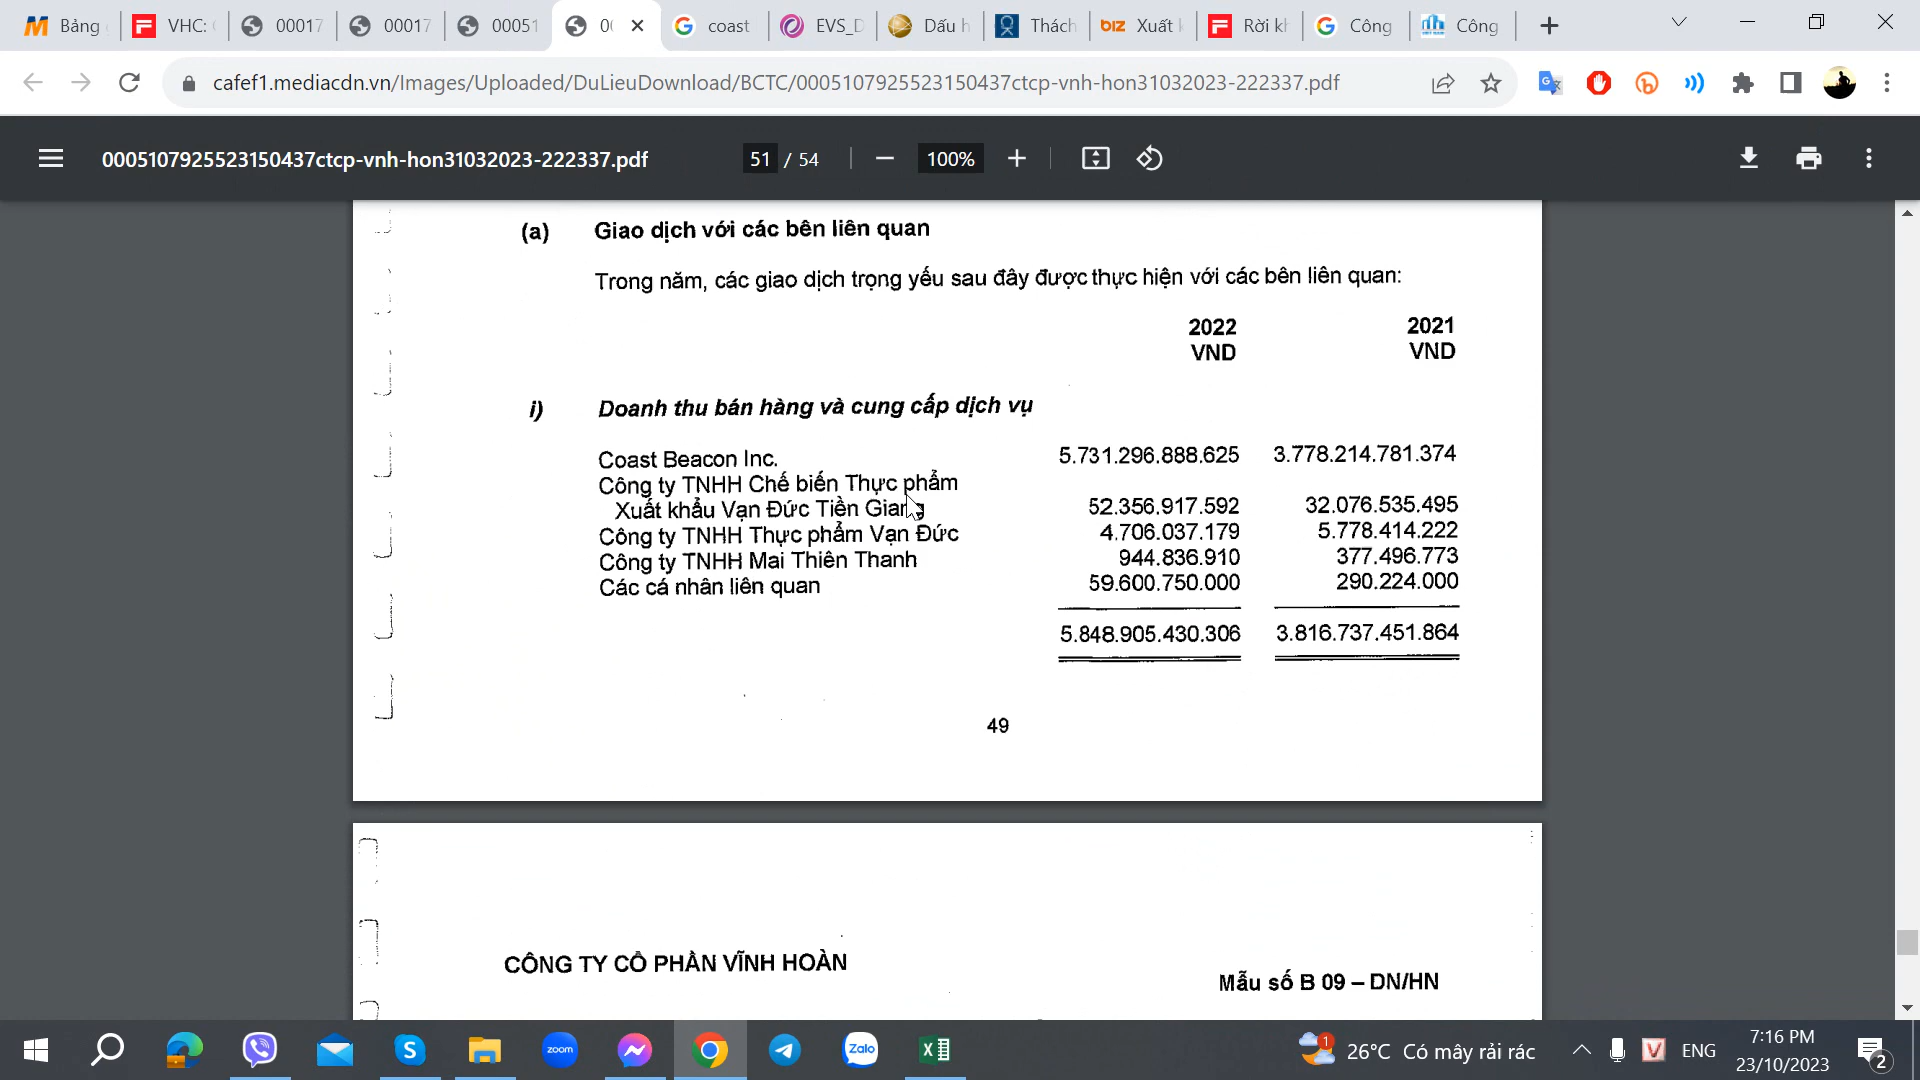 Bảng
VHC:
00017
00017
00051
00
coast
EVS_D
Dấu h
Thách
biz
Xuất
Rời kh
Công
Công
cafef1.mediacdn.vn/Images/Uploaded/DuLieuDownload/BCTC/0005107925523150437ctcp-vnh-hon31032023-222337.pdf
0005107925523150437ctcp-vnh-hon31032023-222337.pdf
51 / 54
100%
(a) Giao dịch với các bên liên quan
Trong năm, các giao dịch trọng yếu sau đây được thực hiện với các bên liên quan:
2022 2021
VND VND
i) Doanh thu bán hàng và cung cấp dịch vụ
Coast Beacon Inc. 5.731.296.888.625 3.778.214.781.374
Công ty TNHH Chế biến Thực phẩm
Xuất khẩu Vạn Đức Tiền Giang 52.356.917.592 32.076.535.495
Công ty TNHH Thực phẩm Vạn Đức 4.706.037.179 5.778.414.222
Công ty TNHH Mai Thiên Thanh 944.836.910 377.496.773
Các cá nhân liên quan 59.600.750.000 290.224.000
5.848.905.430.306 3.816.737.451.864
49
CÔNG TY CỔ PHẦN VĨNH HOÀN
Mẫu số B 09 – DN/HN
zoom
Zalo
1
26°C Có mây rải rác
ENG
7:16 PM
23/10/2023
2